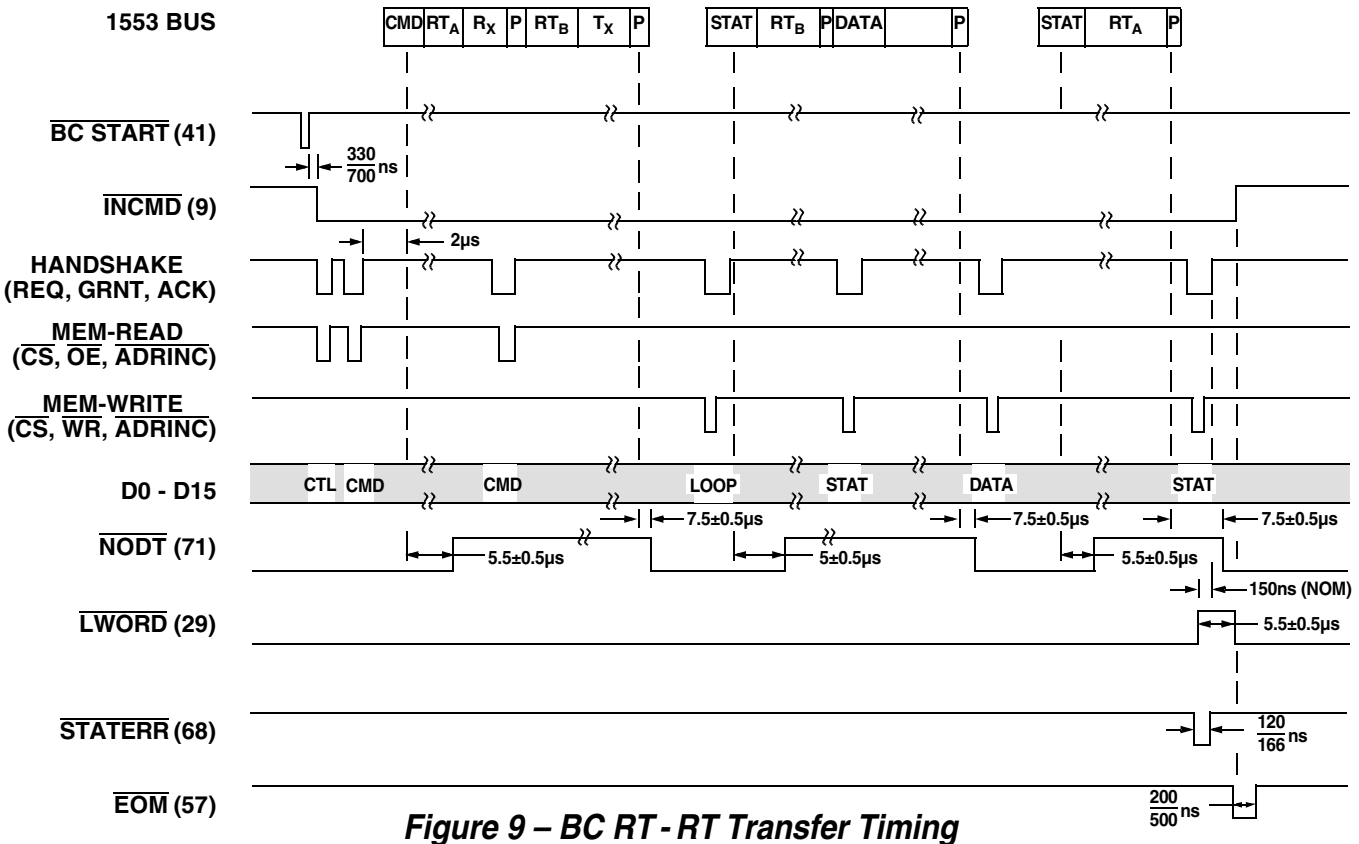 1553 BUS
CMD RTA RX P RTB TX P STAT RTB P DATA P STAT RTA P
BC START (41)
330
700 ns
INCMD (9)
2µs
HANDSHAKE
(REQ, GRNT, ACK)
MEM-READ
(CS, OE, ADRINC)
MEM-WRITE
(CS, WR, ADRINC)
D0 - D15
CTL CMD CMD LOOP STAT DATA STAT
7.5±0.5µs 7.5±0.5µs 7.5±0.5µs
NODT (71)
5.5±0.5µs 5±0.5µs 5.5±0.5µs
150ns (NOM)
LWORD (29)
5.5±0.5µs
STATERR (68)
120
166 ns
EOM (57)
200
500 ns
Figure 9 – BC RT - RT Transfer Timing